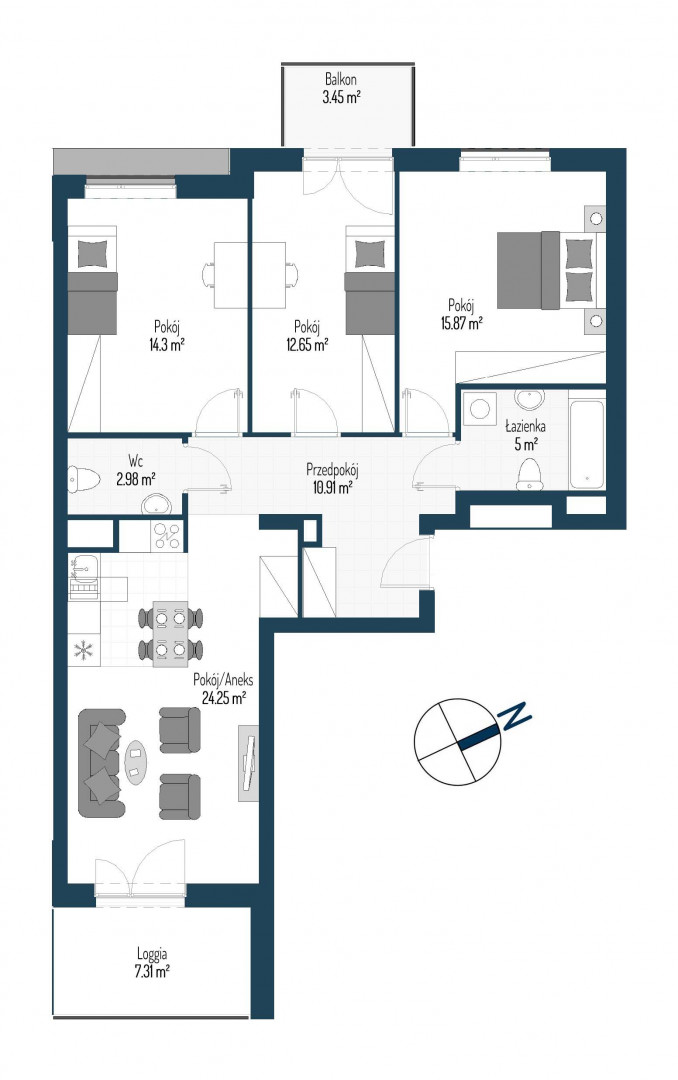 Balkon
3.45 m²
Pokój
14.3 m²
Pokój
12.65 m²
Pokój
15.87 m²
Łazienka
5 m²
Wc
2.98 m²
Przedpokój
10.91 m²
Pokój/Aneks
24.25 m²
N
Loggia
7.31 m²